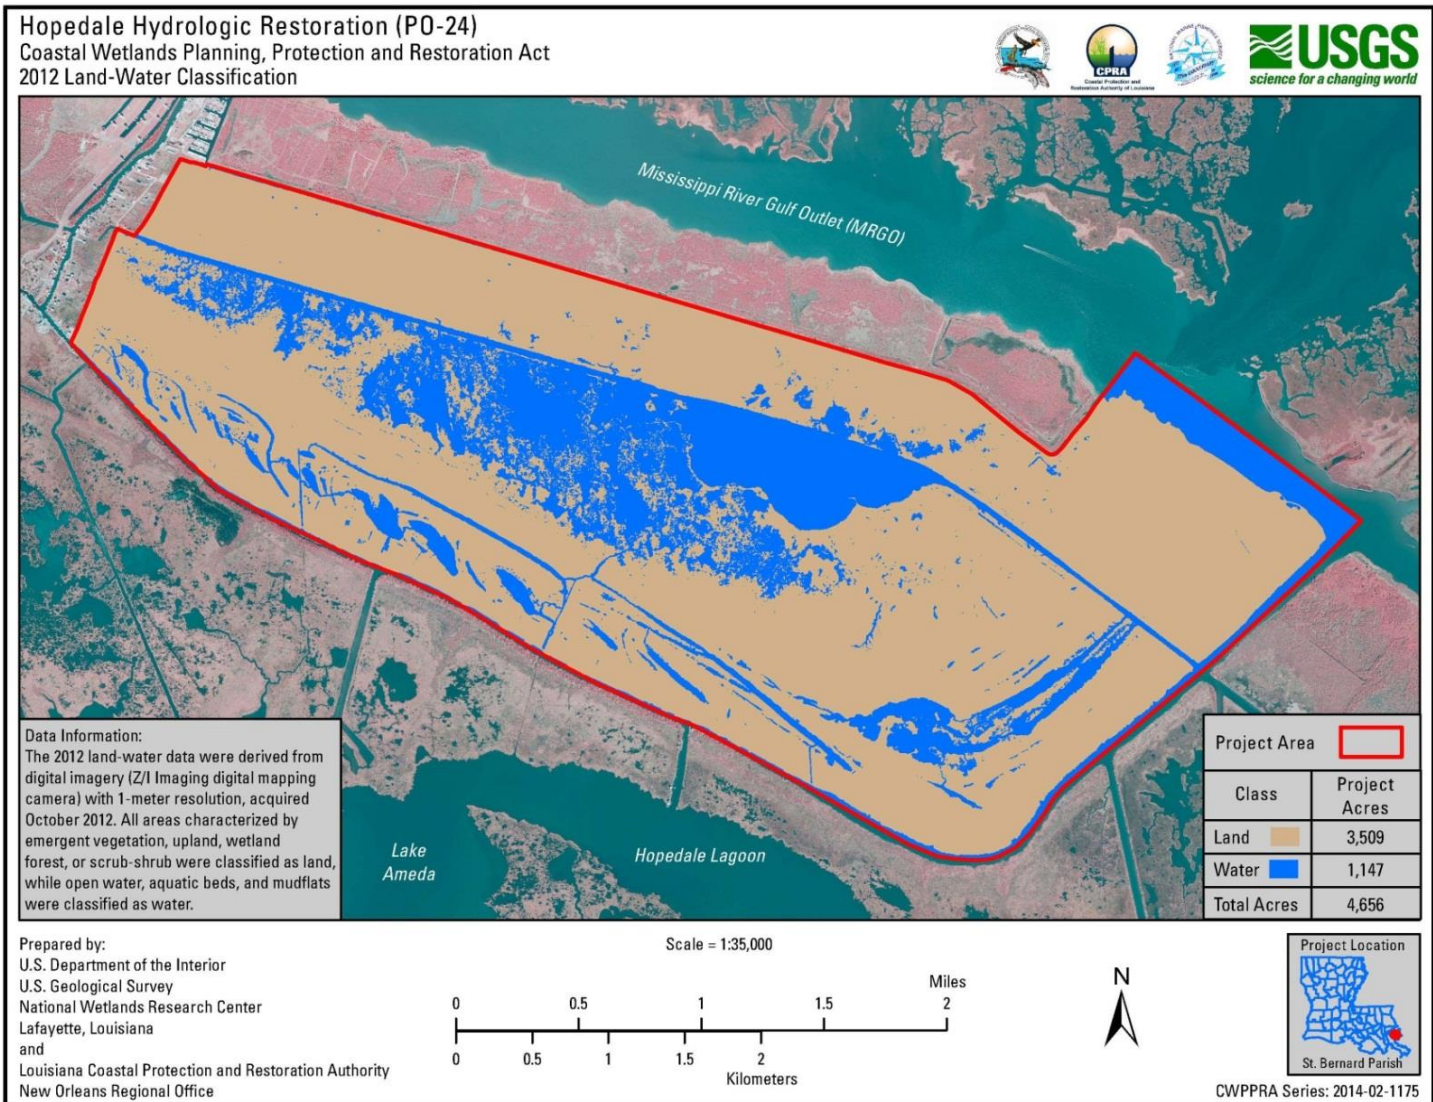 Hopedale Hydrologic Restoration (PO-24)
Coastal Wetlands Planning, Protection and Restoration Act
2012 Land-Water Classification
CPRA
Coastal Protection and
Restoration Authority of Louisiana
USGS
science for a changing world
Mississippi River Gulf Outlet (MRGO)
Data Information:
The 2012 land-water data were derived from
digital imagery (Z/I Imaging digital mapping
camera) with 1-meter resolution, acquired
October 2012. All areas characterized by
emergent vegetation, upland, wetland
forest, or scrub-shrub were classified as land,
while open water, aquatic beds, and mudflats
were classified as water.
Lake
Ameda
Hopedale Lagoon
Project Area
Class Project
Acres
Land 3,509
Water 1,147
Total Acres 4,656
Prepared by:
U.S. Department of the Interior
U.S. Geological Survey
National Wetlands Research Center
Lafayette, Louisiana
and
Louisiana Coastal Protection and Restoration Authority
New Orleans Regional Office
Scale = 1:35,000
Miles
0 0.5 1 1.5 2
0 0.5 1 1.5 2
Kilometers
N
Project Location
St. Bernard Parish
CWPPRA Series: 2014-02-1175